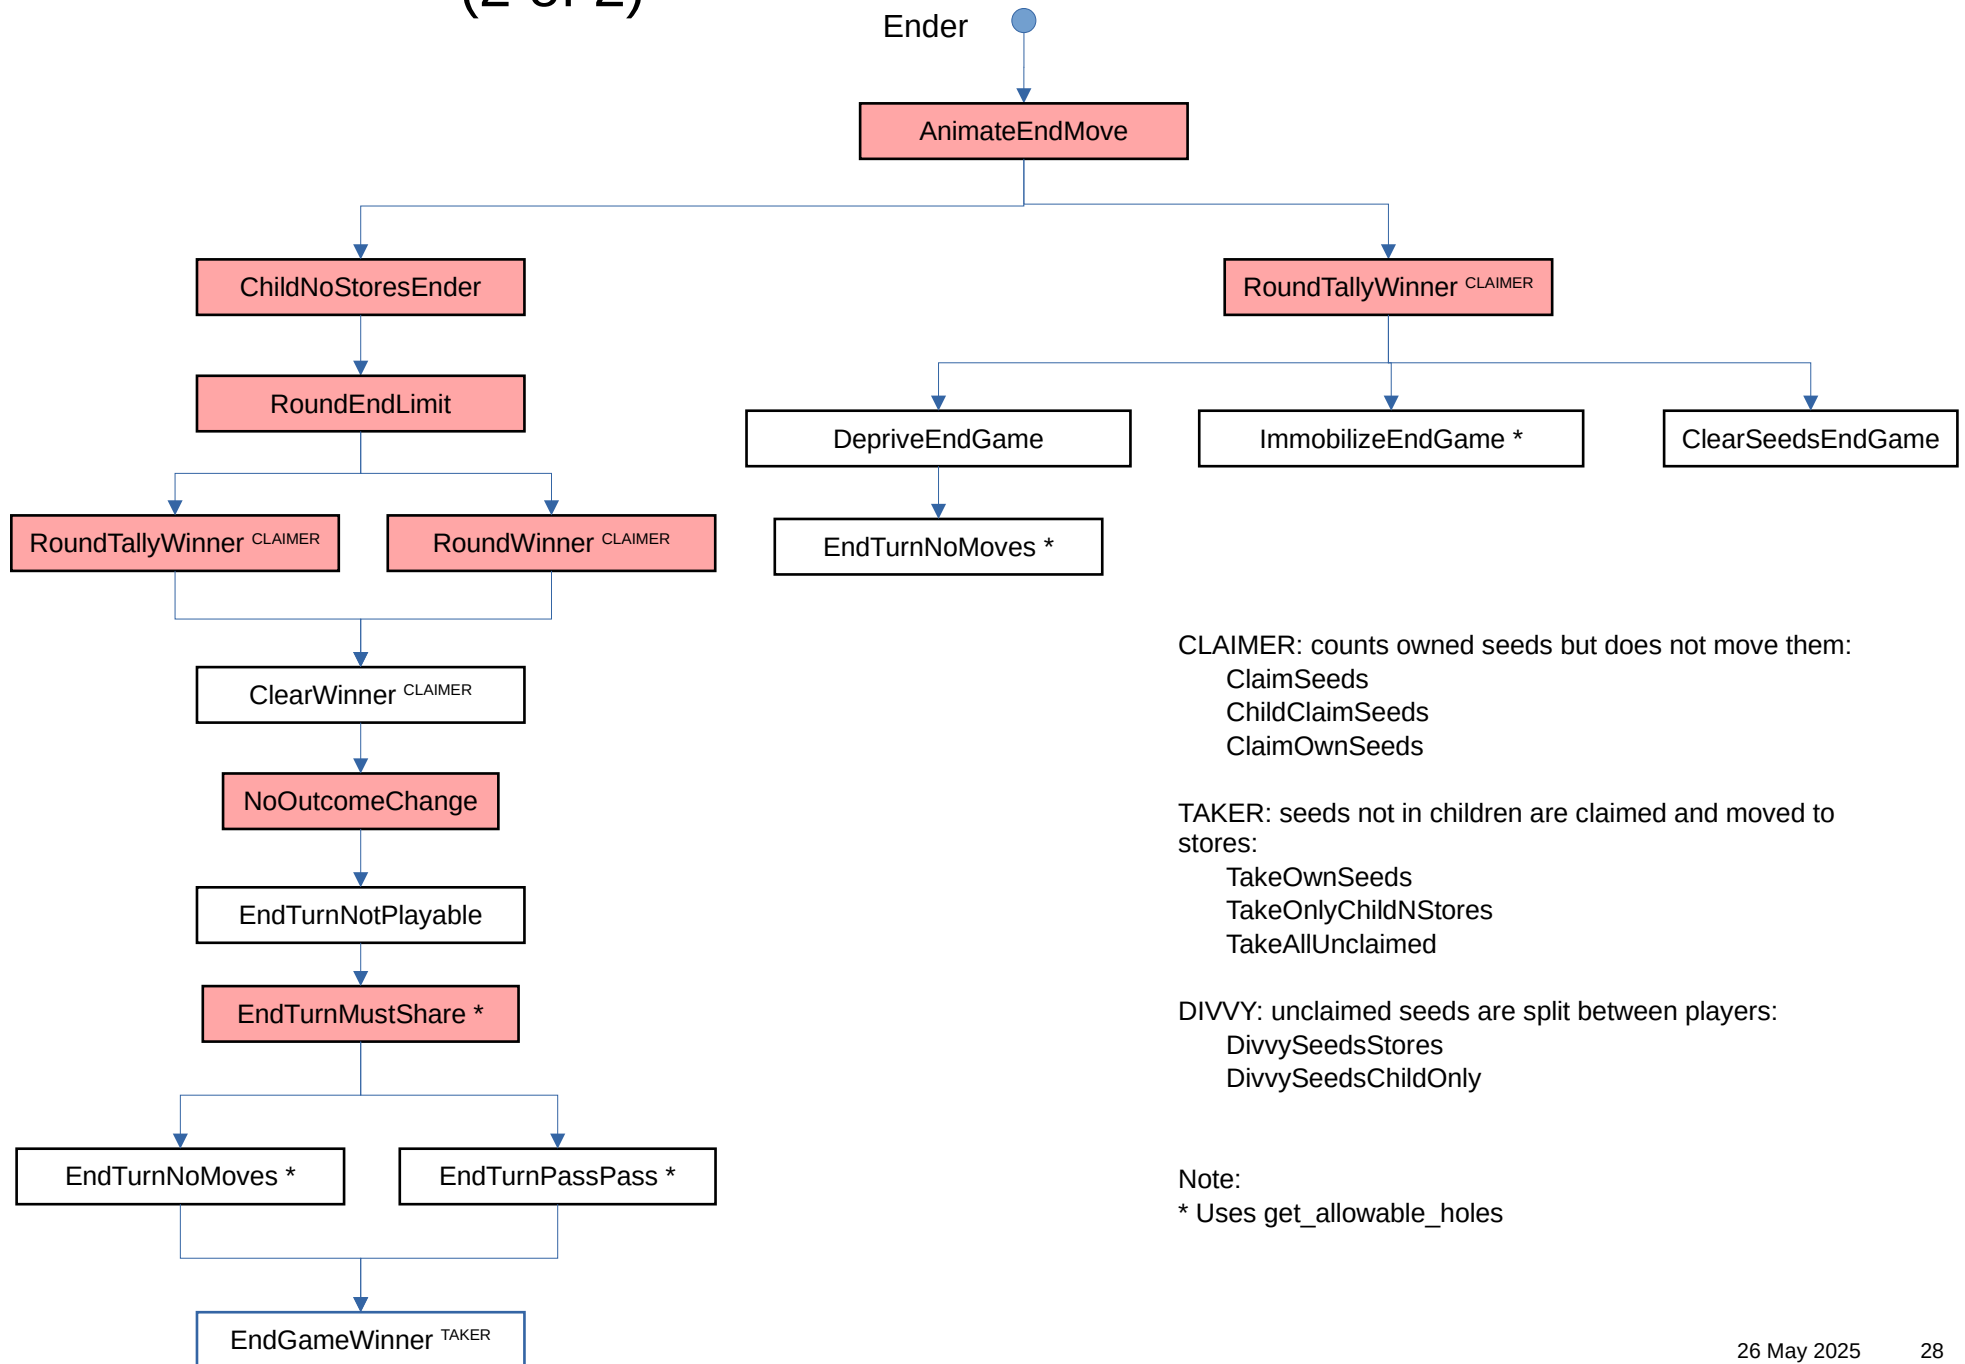 (2 of 2)
Ender
AnimateEndMove
ChildNoStoresEnder
RoundTallyWinner CLAIMER
RoundEndLimit
DepriveEndGame
ImmobilizeEndGame *
ClearSeedsEndGame
RoundTallyWinner CLAIMER
RoundWinner CLAIMER
EndTurnNoMoves *
ClearWinner CLAIMER
NoOutcomeChange
EndTurnNotPlayable
EndTurnMustShare *
EndTurnNoMoves *
EndTurnPassPass *
EndGameWinner TAKER
CLAIMER: counts owned seeds but does not move them:
ClaimSeeds
ChildClaimSeeds
ClaimOwnSeeds
TAKER: seeds not in children are claimed and moved to
stores:
TakeOwnSeeds
TakeOnlyChildNStores
TakeAllUnclaimed
DIVVY: unclaimed seeds are split between players:
DivvySeedsStores
DivvySeedsChildOnly
Note:
* Uses get_allowable_holes
26 May 2025
28